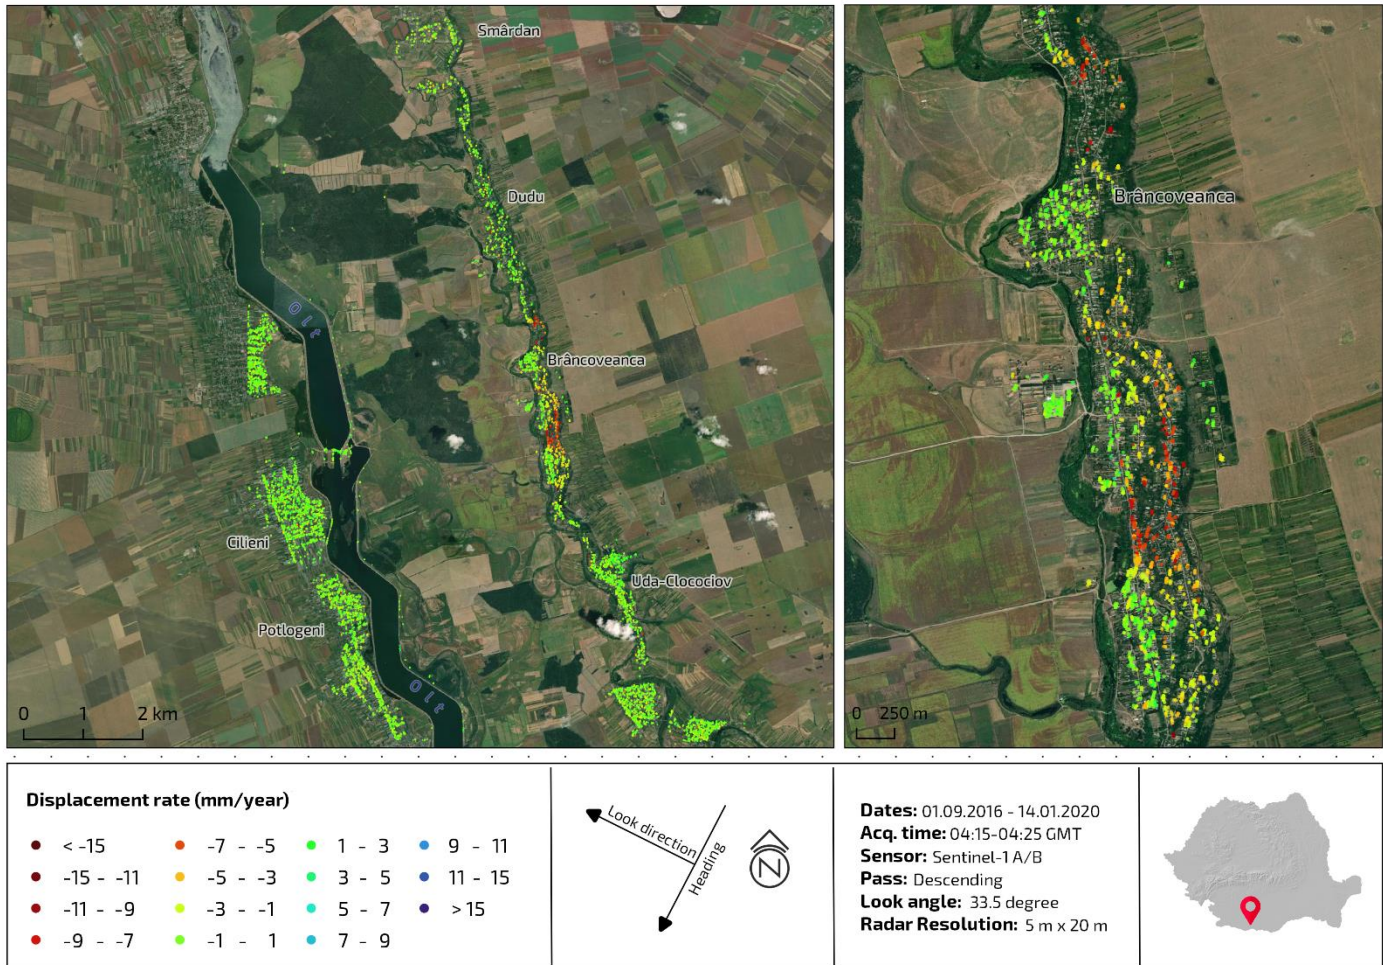 Smârdan
Dudu
Olt
Brâncoveanca
Cilieni
Uda-Clocociov
Potlogeni
Olt
0 1 2 km
Brâncoveanca
0 250 m
Displacement rate (mm/year)
< -15
-15 - -11
-11 - -9
-9 - -7
-7 - -5
-5 - -3
-3 - -1
-1 - 1
1 - 3
3 - 5
5 - 7
7 - 9
9 - 11
11 - 15
> 15
Look direction
Heading
N
Dates: 01.09.2016 - 14.01.2020
Acq. time: 04:15-04:25 GMT
Sensor: Sentinel-1 A/B
Pass: Descending
Look angle: 33.5 degree
Radar Resolution: 5 m x 20 m